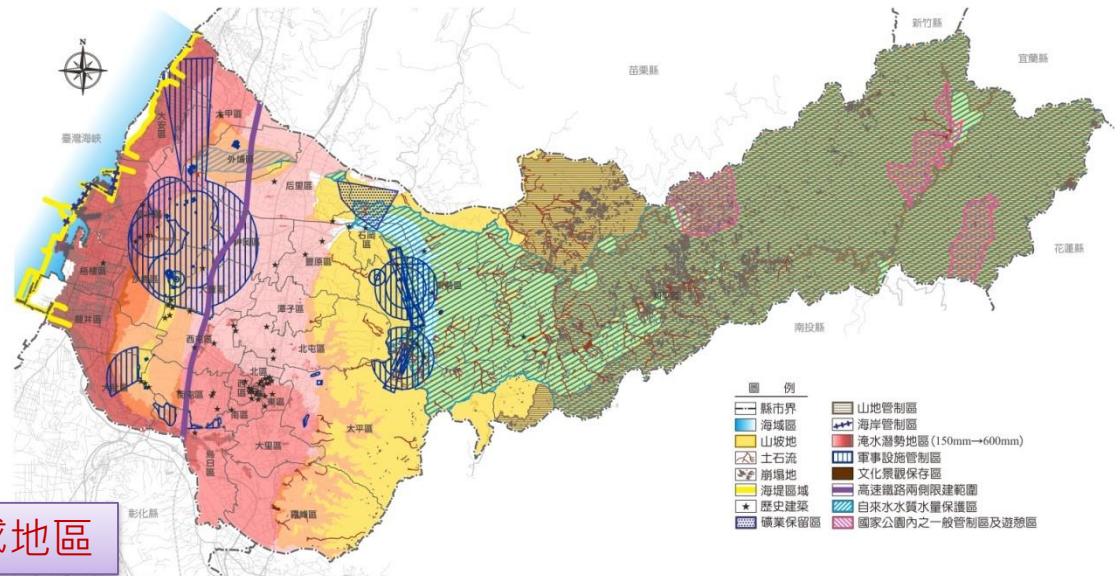 新竹縣
宜蘭縣
苗栗縣
N
臺灣海峽
大甲區
大安區
外埔區
后里區
石岡區
神岡區
豐原區
花蓮縣
梧棲區
潭子區
龍井區
西屯區
北屯區
南投縣
北區
西區
東區
南屯區
南區
太平區
大里區
烏日區
霧峰區
彰化縣
圖 例
縣市界
海域區
山坡地
土石流
崩塌地
海堤區域
歷史建築
礦業保留區
山地管制區
海岸管制區
淹水潛勢地區(150mm→600mm)
軍事設施管制區
文化景觀保存區
高速鐵路兩側限建範圍
自來水水質水量保護區
國家公園內之一般管制區及遊憩區
地區